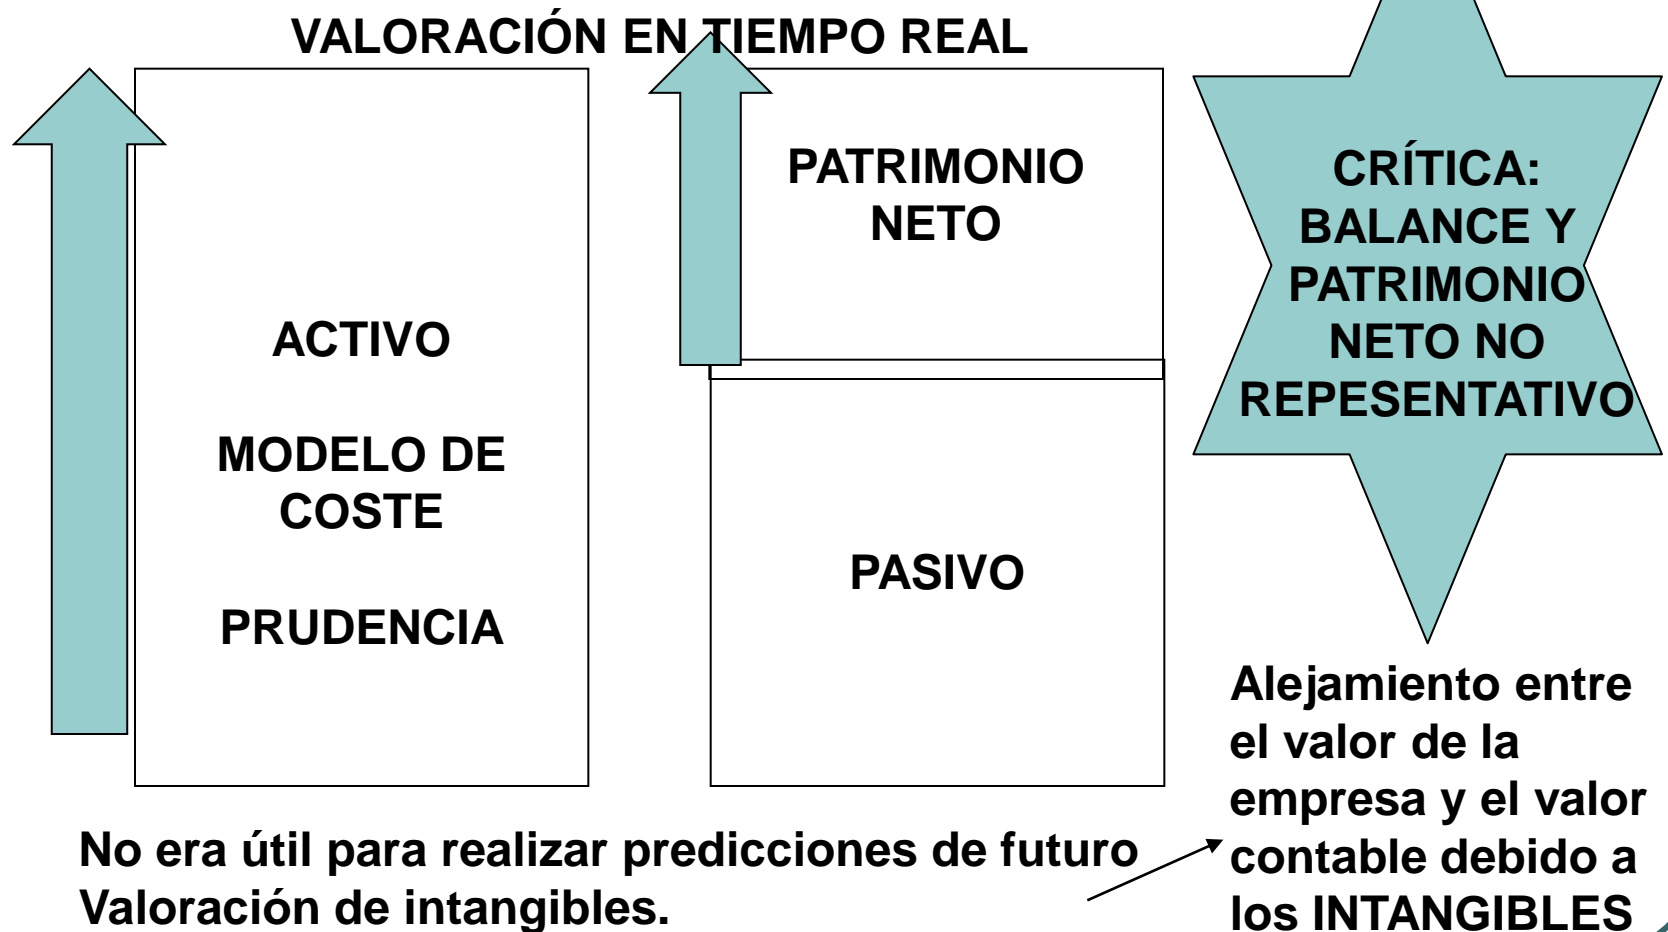 VALORACIÓN EN TIEMPO REAL
ACTIVO
MODELO DE
COSTE
PRUDENCIA
PATRIMONIO
NETO
PASIVO
CRÍTICA:
BALANCE Y
PATRIMONIO
NETO NO
REPESENTATIVO
No era útil para realizar predicciones de futuro
Valoración de intangibles.
Alejamiento entre
el valor de la
empresa y el valor
contable debido a
los INTANGIBLES